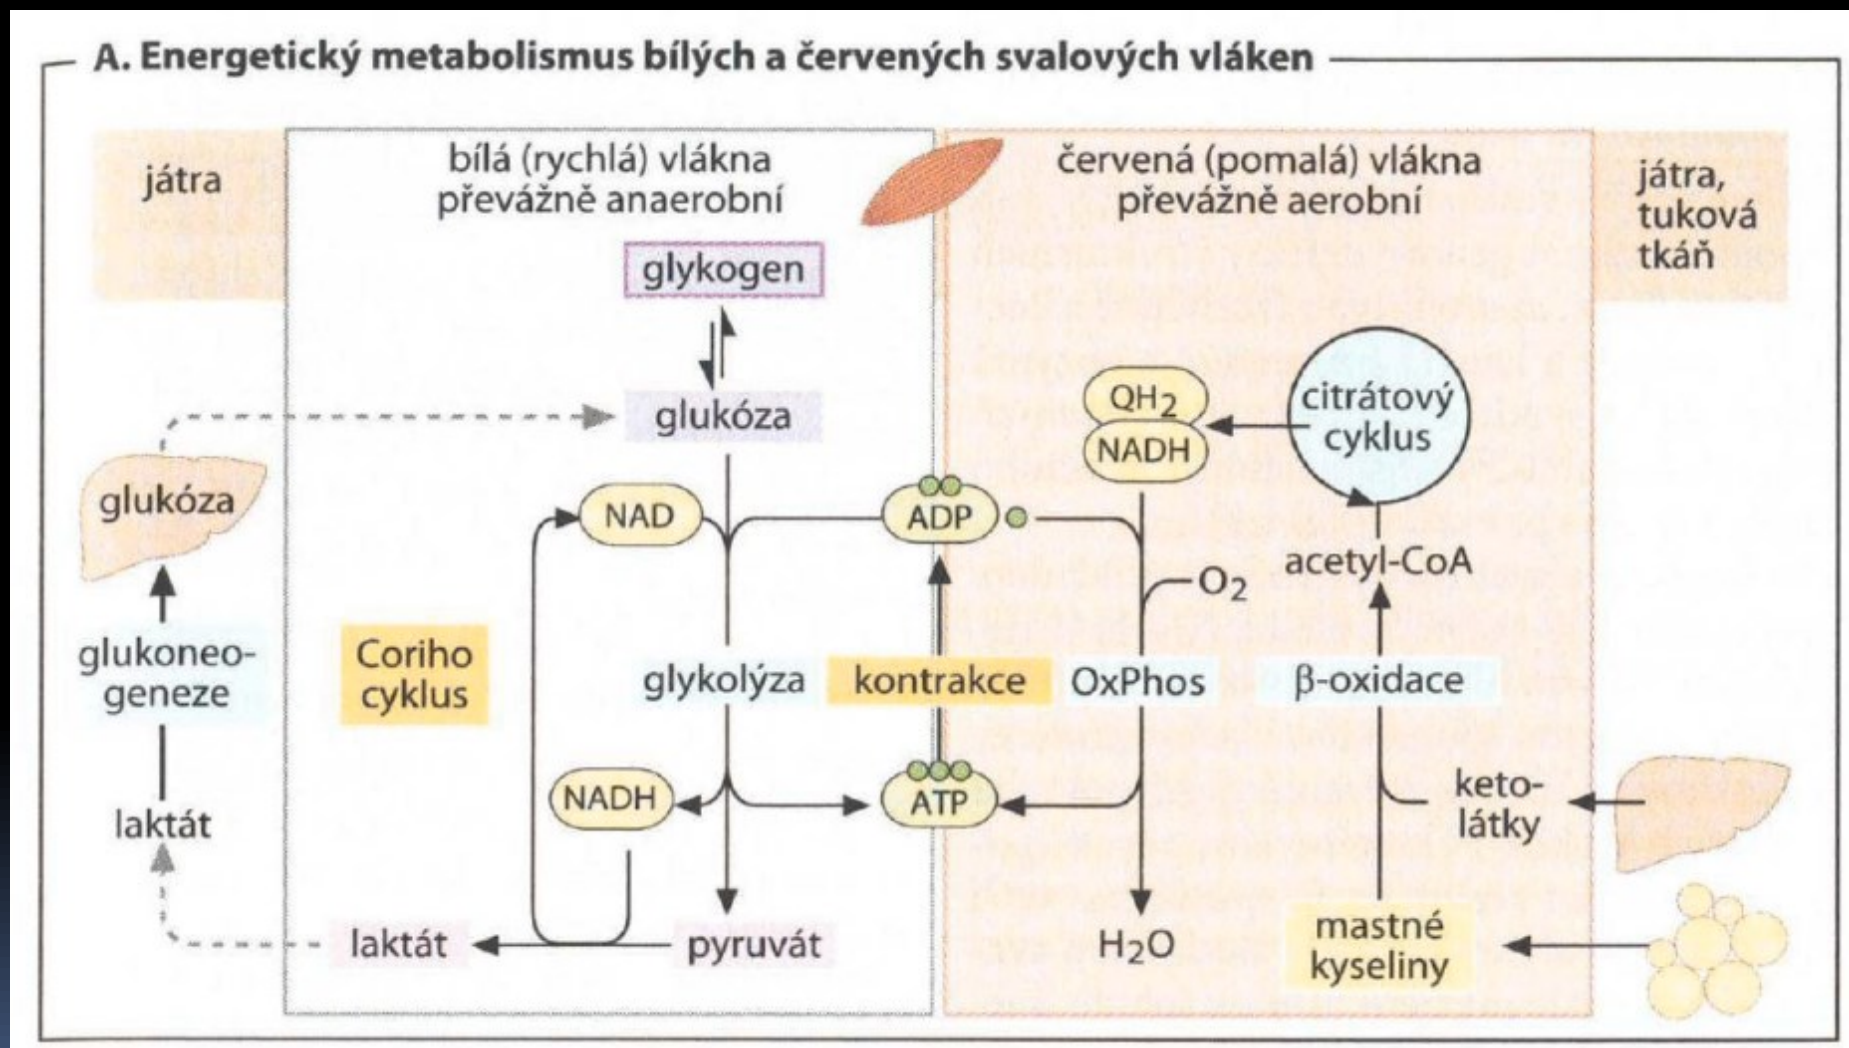 A. Energetický metabolismus bílých a červených svalových vláken
játra
bílá (rychlá) vlákna
převážně anaerobní
červená (pomalá) vlákna
převážně aerobní
játra,
tuková
tkáň
glykogen
glukóza
glukóza
NAD
ADP
QH2
NADH
citrátový
cyklus
acetyl-CoA
O2
glukoneo-
geneze
Coriho
cyklus
glykolýza
kontrakce
OxPhos
β-oxidace
laktát
NADH
ATP
keto-
látky
laktát
pyruvát
H2O
mastné
kyseliny